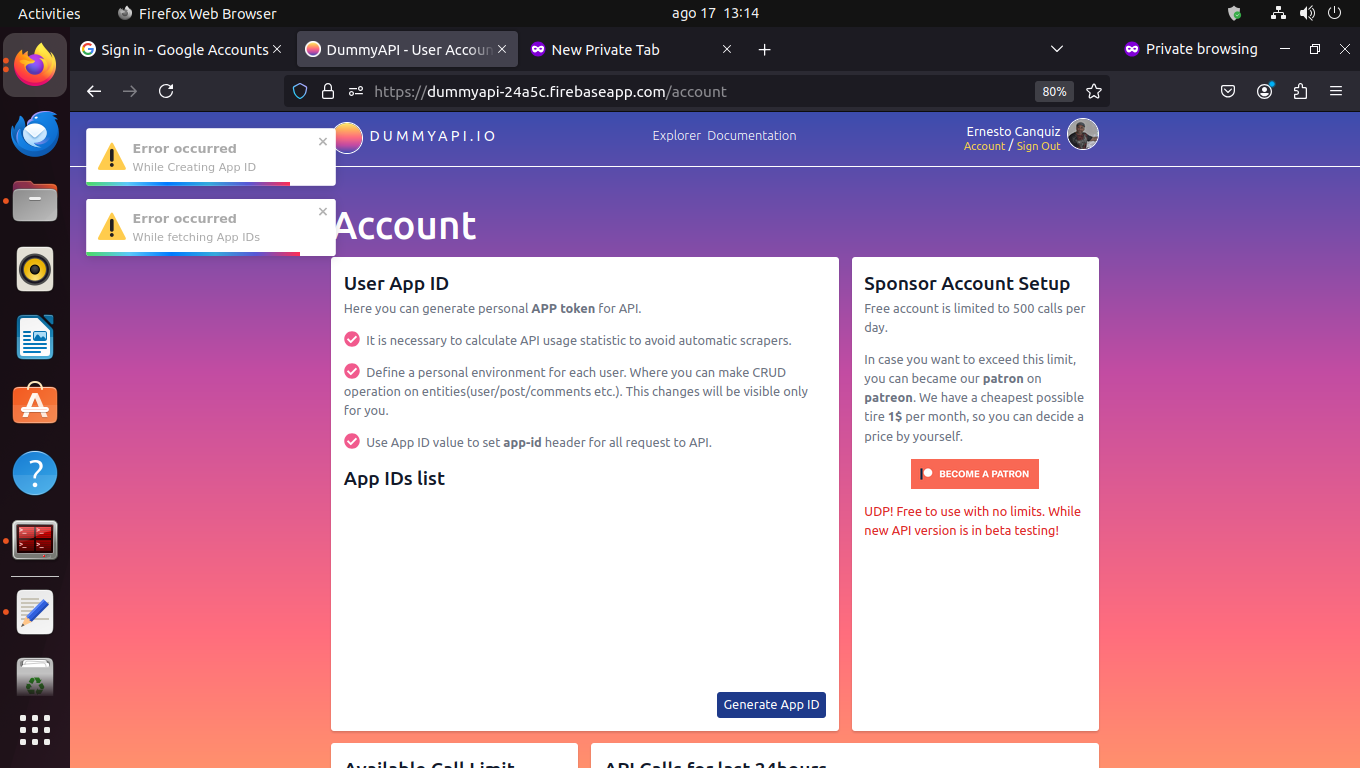 Activities
Firefox Web Browser
ago 17 13:14
Sign in - Google Accounts
DummyAPI - User Accoun
New Private Tab
Private browsing
https://dummyapi-24a5c.firebaseapp.com/account
80%
Error occurred
While Creating App ID
Error occurred
While fetching App IDs
DUMMYAPI.IO
Explorer Documentation
Ernesto Canquiz
Account / Sign Out
Account
User App ID
Here you can generate personal APP token for API.
It is necessary to calculate API usage statistic to avoid automatic scrapers.
Define a personal environment for each user. Where you can make CRUD
operation on entities(user/post/comments etc.). This changes will be visible only
for you.
Use App ID value to set app-id header for all request to API.
App IDs list
Generate App ID
Sponsor Account Setup
Free account is limited to 500 calls per
day.
In case you want to exceed this limit,
you can became our patron on
patreon. We have a cheapest possible
tire 1$ per month, so you can decide a
price by yourself.
BECOME A PATRON
UDP! Free to use with no limits. While
new API version is in beta testing!
Available Call Limit
API Calls for last 24hours